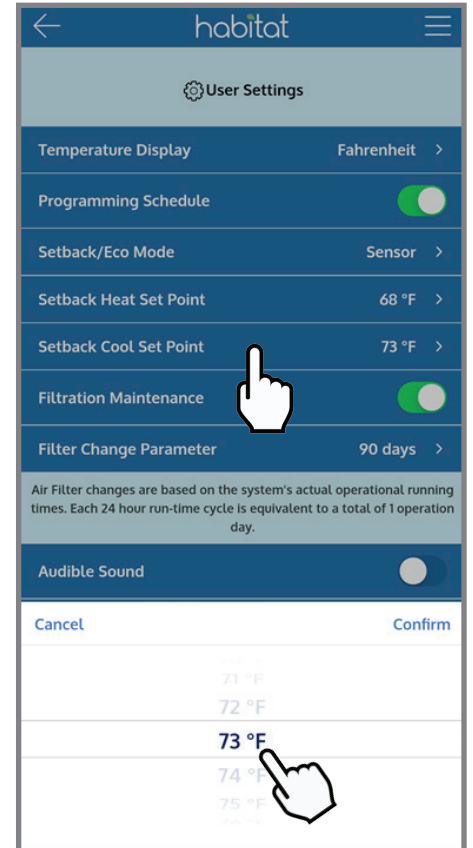 habitat
User Settings
Temperature Display Fahrenheit >
Programming Schedule
Setback/Eco Mode Sensor >
Setback Heat Set Point 68 °F >
Setback Cool Set Point 73 °F >
Filtration Maintenance
Filter Change Parameter 90 days >
Air Filter changes are based on the system's actual operational running
times. Each 24 hour run-time cycle is equivalent to a total of 1 operation
day.
Audible Sound
Cancel Confirm
71 °F
72 °F
73 °F
74 °F
75 °F